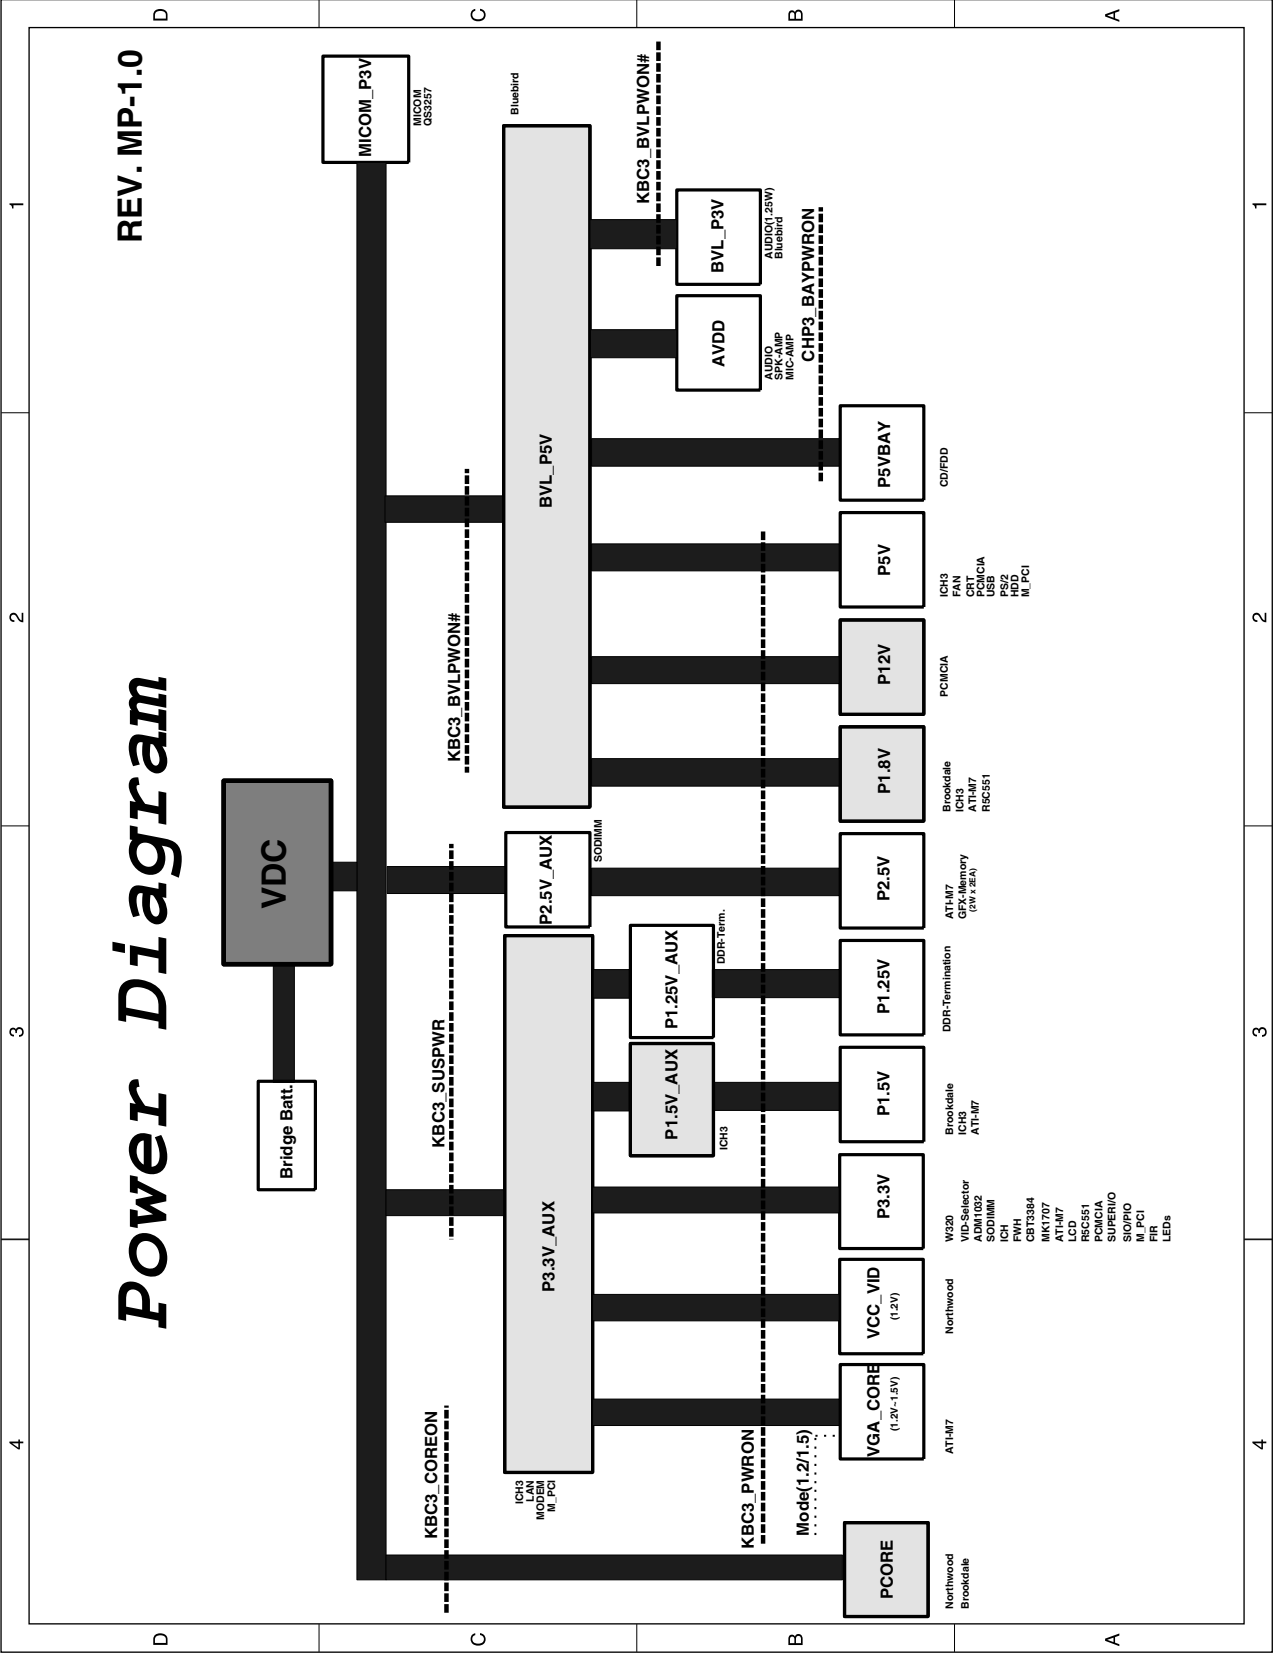 4
3
2
1
D
Power Diagram
REV. MP-1.0
VDC
Bridge Batt.
MICOM_P3V
MICOM
QS3257
D
C
KBC3_COREON
KBC3_SUSPWR
KBC3_BVLPWON#
C
P3.3V_AUX
ICH3
LAN
MODEM
M_PCI
P2.5V_AUX
SODIMM
BVL_P5V
Bluebird
KBC3_BVLPWON#
P1.5V_AUX
ICH3
P1.25V_AUX
DDR-Term.
AVDD
AUDIO
SPK-AMP
MIC-AMP
BVL_P3V
AUDIO(1.25W)
Bluebird
B
KBC3_PWRON
Mode(1.2/1.5)
CHP3_BAYPWRON
B
PCORE
Northwood
Brookdale
VGA_CORE
(1.2V~1.5V)
ATI-M7
VCC_VID
(1.2V)
Northwood
P3.3V
W320
VID-Selector
ADM1032
SODIMM
ICH
FWH
CBT3384
MK1707
ATI-M7
LCD
R5C551
PCMCIA
SUPERI/O
SIO/PIO
M_PCI
FIR
LEDs
P1.5V
Brookdale
ICH3
ATI-M7
P1.25V
DDR-Termination
P2.5V
ATI-M7
GFX-Memory
(2W x 2EA)
P1.8V
Brookdale
ICH3
ATI-M7
R5C551
P12V
PCMCIA
P5V
ICH3
FAN
CRT
PCMCIA
USB
PS/2
HDD
M_PCI
P5VBAY
CD/FDD
A
A
4
3
2
1